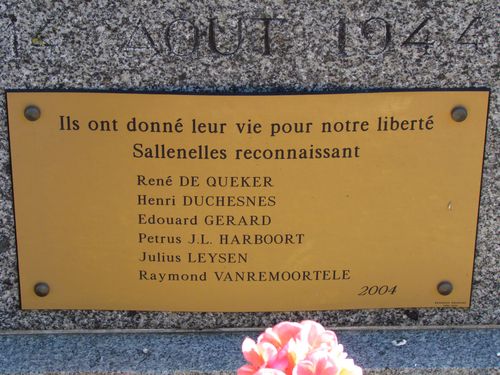 14 AOUT 1944
Ils ont donné leur vie pour notre liberté
Sallenelles reconnaissant
René DE QUEKER
Henri DUCHESNES
Edouard GERARD
Petrus J.L. HARBOORT
Julius LEYSEN
Raymond VANREMOORTELE
2004